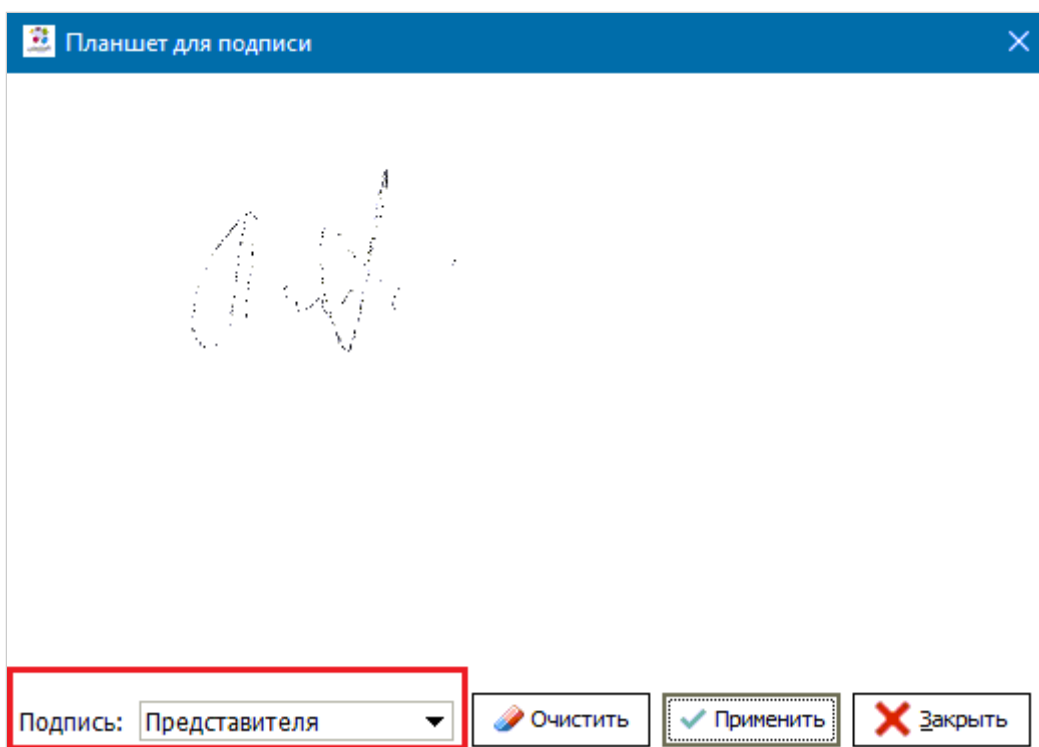 Планшет для подписи
Подпись: Представителя Очистить Применить Закрыть